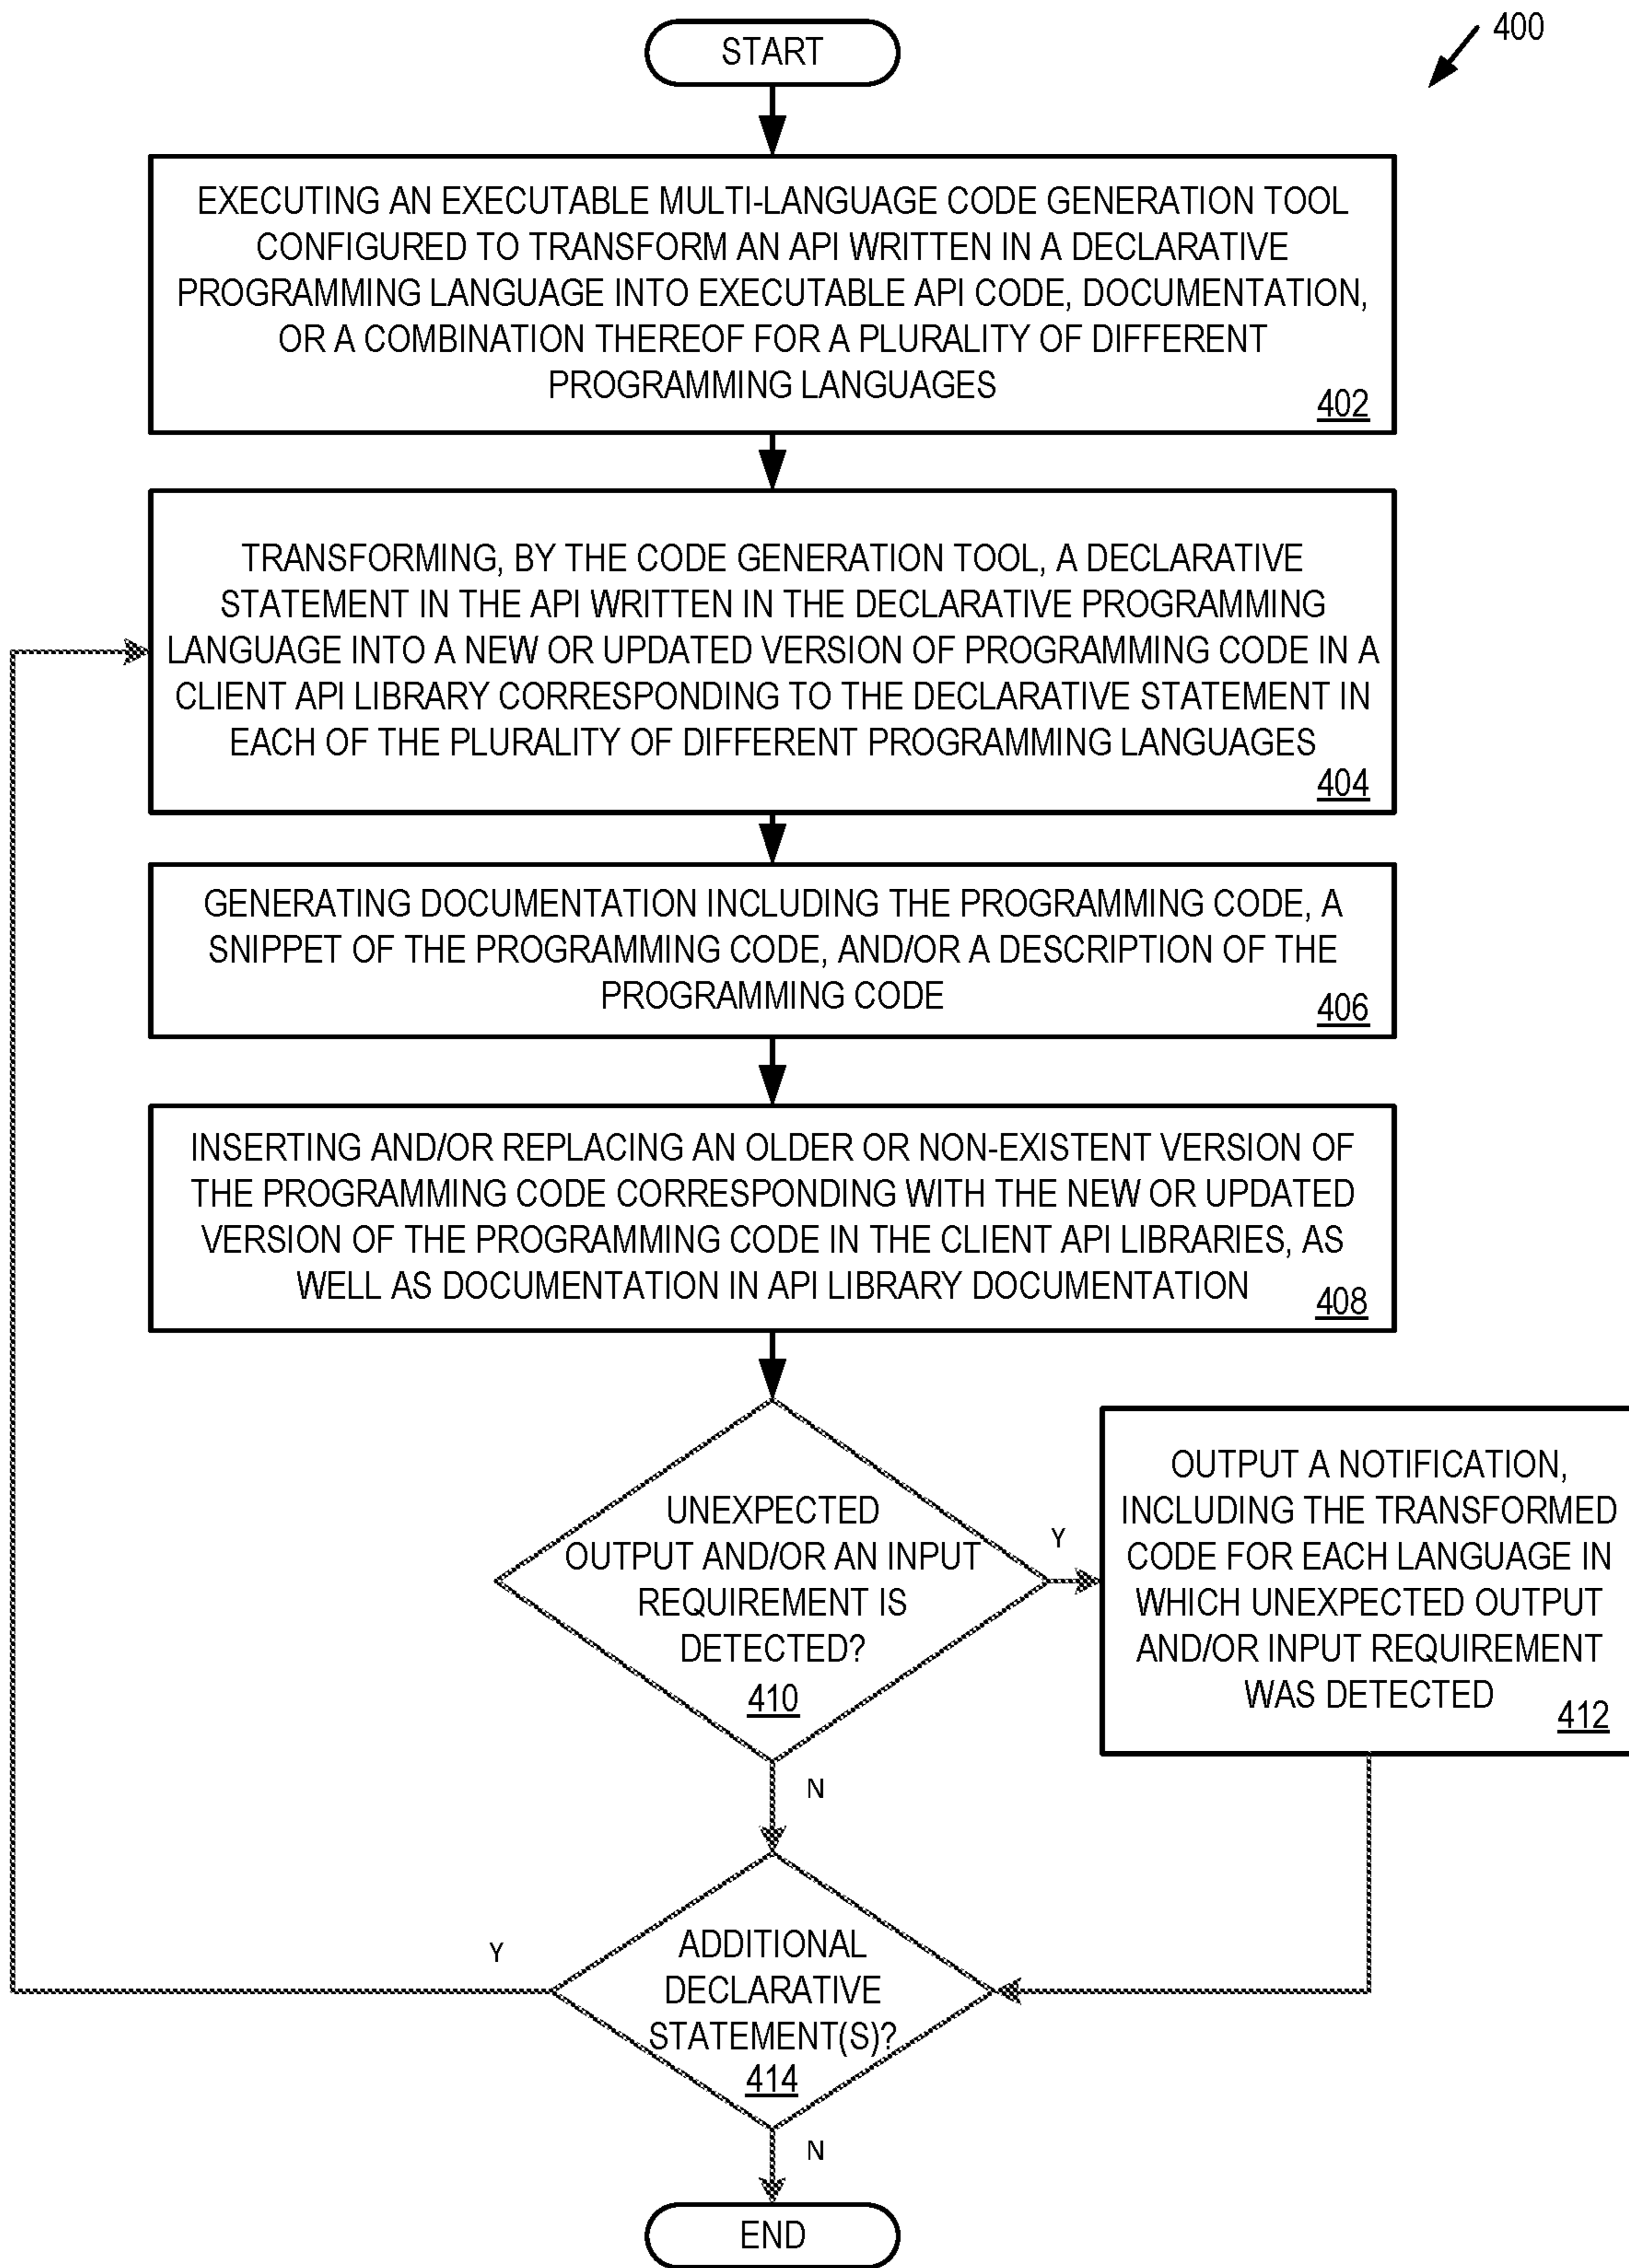 START
400
EXECUTING AN EXECUTABLE MULTI-LANGUAGE CODE GENERATION TOOL
CONFIGURED TO TRANSFORM AN API WRITTEN IN A DECLARATIVE
PROGRAMMING LANGUAGE INTO EXECUTABLE API CODE, DOCUMENTATION,
OR A COMBINATION THEREOF FOR A PLURALITY OF DIFFERENT
PROGRAMMING LANGUAGES
402
TRANSFORMING, BY THE CODE GENERATION TOOL, A DECLARATIVE
STATEMENT IN THE API WRITTEN IN THE DECLARATIVE PROGRAMMING
LANGUAGE INTO A NEW OR UPDATED VERSION OF PROGRAMMING CODE IN A
CLIENT API LIBRARY CORRESPONDING TO THE DECLARATIVE STATEMENT IN
EACH OF THE PLURALITY OF DIFFERENT PROGRAMMING LANGUAGES
404
GENERATING DOCUMENTATION INCLUDING THE PROGRAMMING CODE, A
SNIPPET OF THE PROGRAMMING CODE, AND/OR A DESCRIPTION OF THE
PROGRAMMING CODE
406
INSERTING AND/OR REPLACING AN OLDER OR NON-EXISTENT VERSION OF
THE PROGRAMMING CODE CORRESPONDING WITH THE NEW OR UPDATED
VERSION OF THE PROGRAMMING CODE IN THE CLIENT API LIBRARIES, AS
WELL AS DOCUMENTATION IN API LIBRARY DOCUMENTATION
408
UNEXPECTED
OUTPUT AND/OR AN INPUT
REQUIREMENT IS
DETECTED?
410
Y
OUTPUT A NOTIFICATION,
INCLUDING THE TRANSFORMED
CODE FOR EACH LANGUAGE IN
WHICH UNEXPECTED OUTPUT
AND/OR INPUT REQUIREMENT
WAS DETECTED
412
N
ADDITIONAL
DECLARATIVE
STATEMENT(S)?
414
Y
N
END